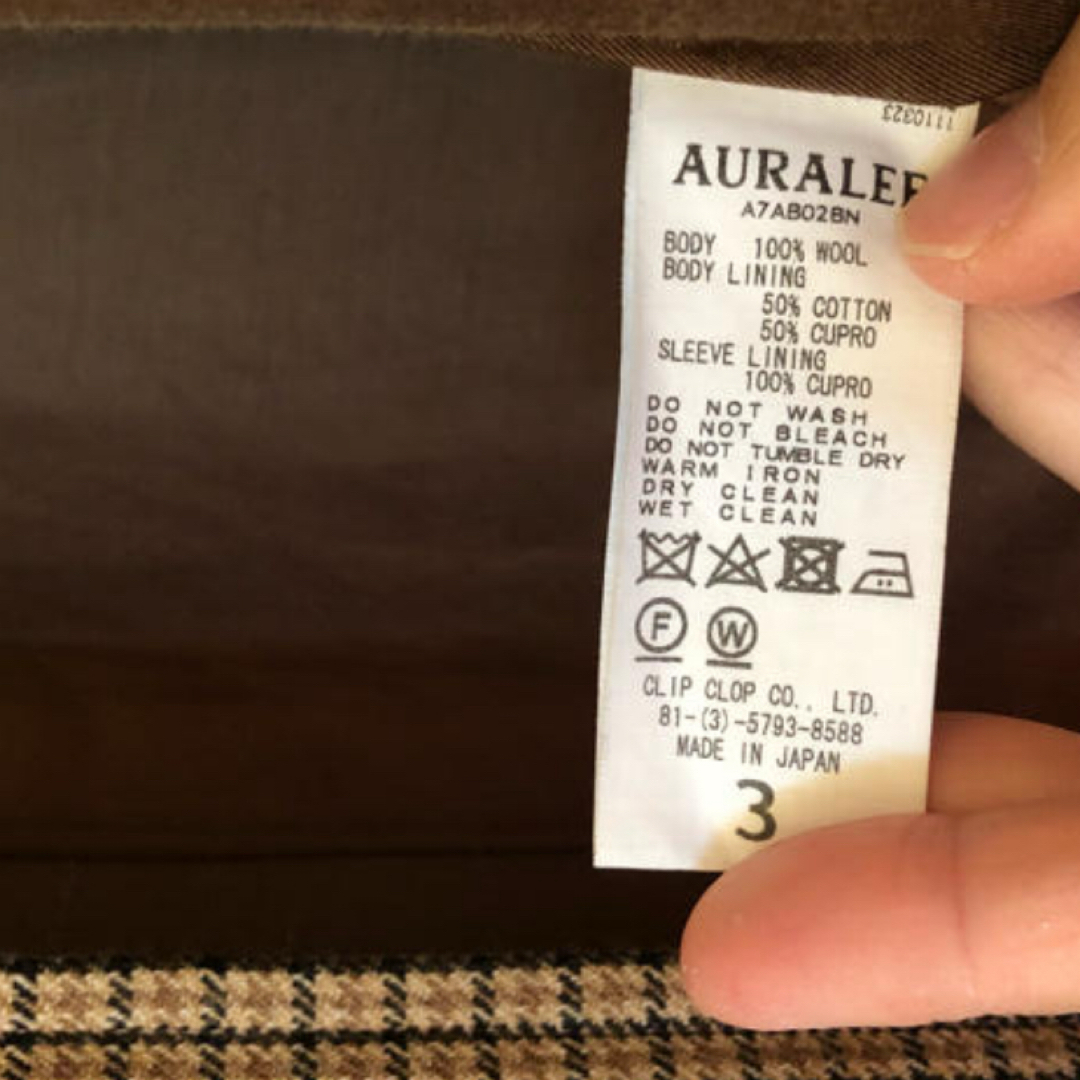 1110323
AURALEE
A7AB02BN
BODY 100% WOOL
BODY LINING
50% COTTON
50% CUPRO
SLEEVE LINING
100% CUPRO
DO NOT WASH
DO NOT BLEACH
DO NOT TUMBLE DRY
WARM IRON
DRY CLEAN
WET CLEAN
F W
CLIP CLOP CO., LTD.
81-(3)-5793-8588
MADE IN JAPAN
3